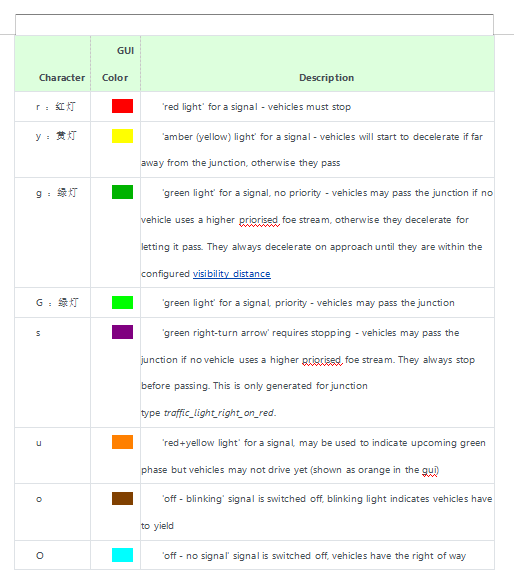 GUI
Character Color Description
r : 红灯 'red light' for a signal - vehicles must stop
y : 黄灯 'amber (yellow) light' for a signal - vehicles will start to decelerate if far
away from the junction, otherwise they pass
g : 绿灯 'green light' for a signal, no priority - vehicles may pass the junction if no
vehicle uses a higher priorised foe stream, otherwise they decelerate for
letting it pass. They always decelerate on approach until they are within the
configured visibility distance
G : 绿灯 'green light' for a signal, priority - vehicles may pass the junction
s 'green right-turn arrow' requires stopping - vehicles may pass the
junction if no vehicle uses a higher priorised foe stream. They always stop
before passing. This is only generated for junction
type traffic_light_right_on_red.
u 'red+yellow light' for a signal, may be used to indicate upcoming green
phase but vehicles may not drive yet (shown as orange in the gui)
o 'off - blinking' signal is switched off, blinking light indicates vehicles have
to yield
O 'off - no signal' signal is switched off, vehicles have the right of way